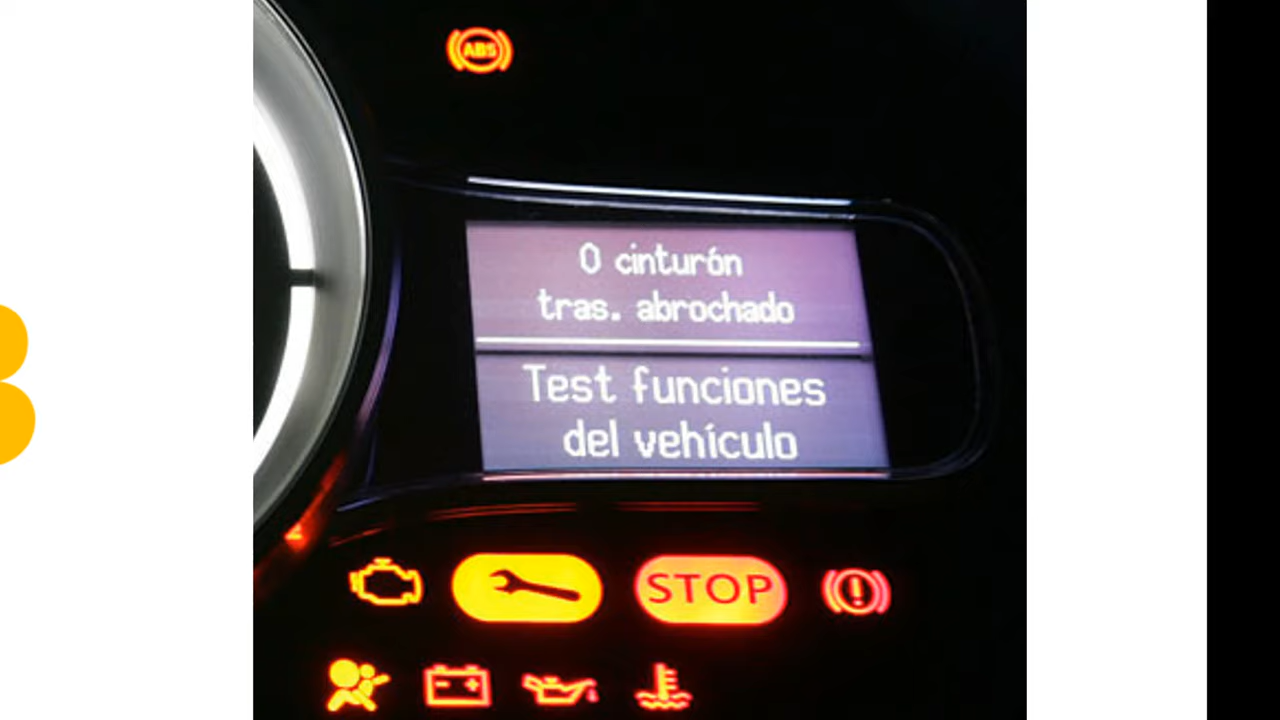 ABS
0 cinturón
tras. abrochado
Test funciones
del vehículo
STOP